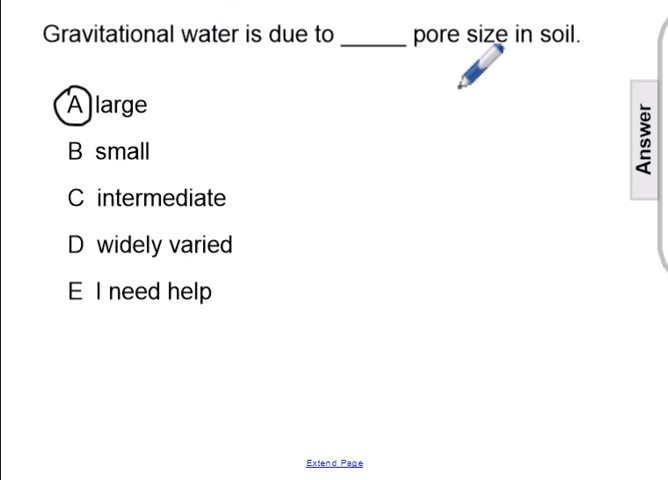 Gravitational water is due to _____ pore size in soil.
A large
B small
C intermediate
D widely varied
E I need help
Answer
Extend Page